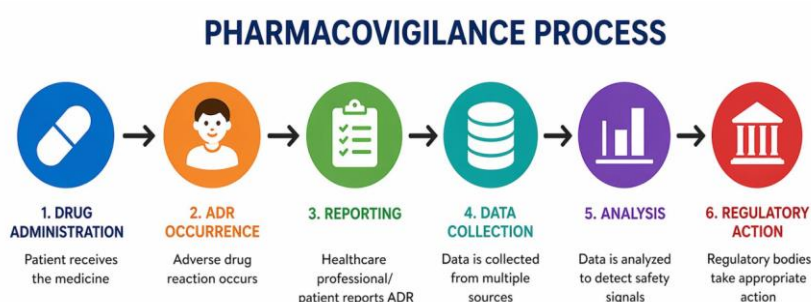 PHARMACOVIGILANCE PROCESS
1. DRUG
ADMINISTRATION
Patient receives
the medicine
2. ADR
OCCURRENCE
Adverse drug
reaction occurs
3. REPORTING
Healthcare
professional/
patient reports ADR
4. DATA
COLLECTION
Data is collected
from multiple
sources
5. ANALYSIS
Data is analyzed
to detect safety
signals
6. REGULATORY
ACTION
Regulatory bodies
take appropriate
action